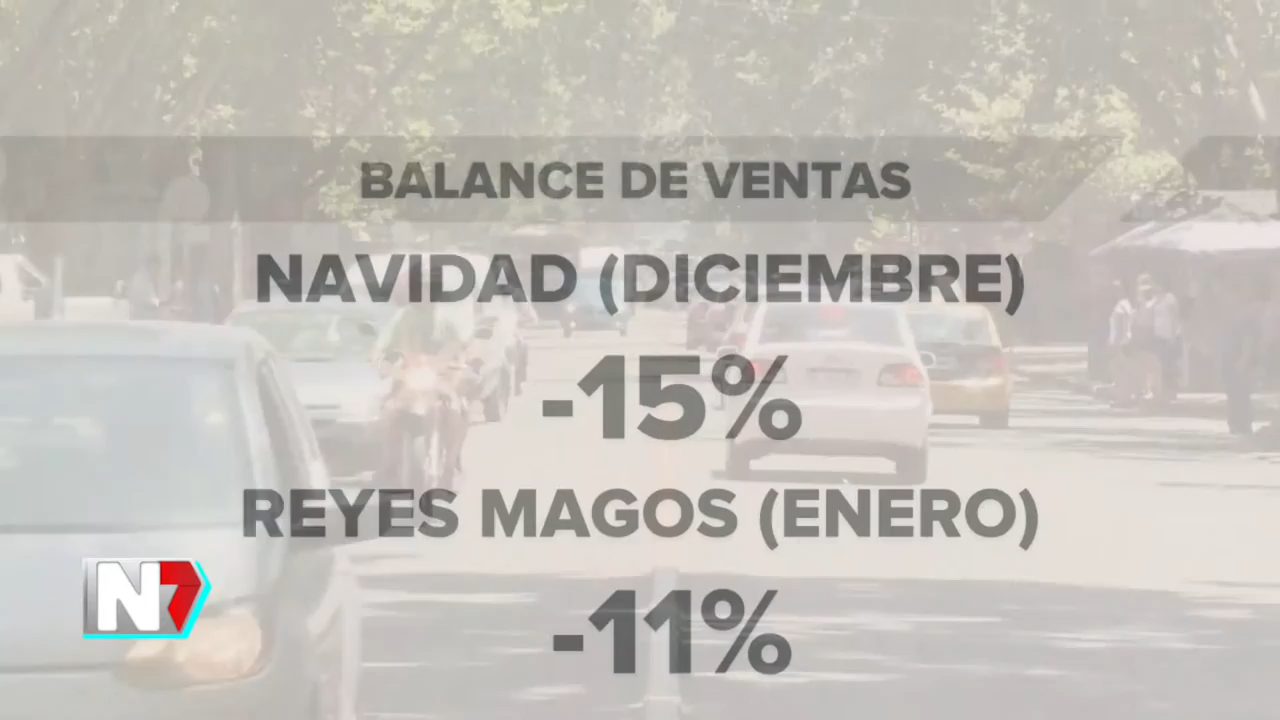 BALANCE DE VENTAS
NAVIDAD (DICIEMBRE)
-15%
REYES MAGOS (ENERO)
-11%
N7